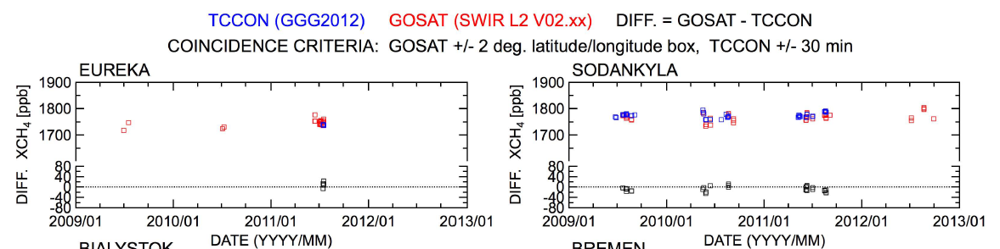 TCCON (GGG2012) GOSAT (SWIR L2 V02.xx) DIFF. = GOSAT - TCCON
COINCIDENCE CRITERIA: GOSAT +/- 2 deg. latitude/longitude box, TCCON +/- 30 min
EUREKA
1900
1800
1700
XCH4 [ppb]
80
40
0
-40
-80
DIFF.
2009/01 2010/01 2011/01 2012/01 2013/01
DATE (YYYY/MM)
SODANKYLA
1900
1800
1700
XCH4 [ppb]
80
40
0
-40
-80
DIFF.
2009/01 2010/01 2011/01 2012/01 2013/01
DATE (YYYY/MM)
BIALYSTOK
BREMEN